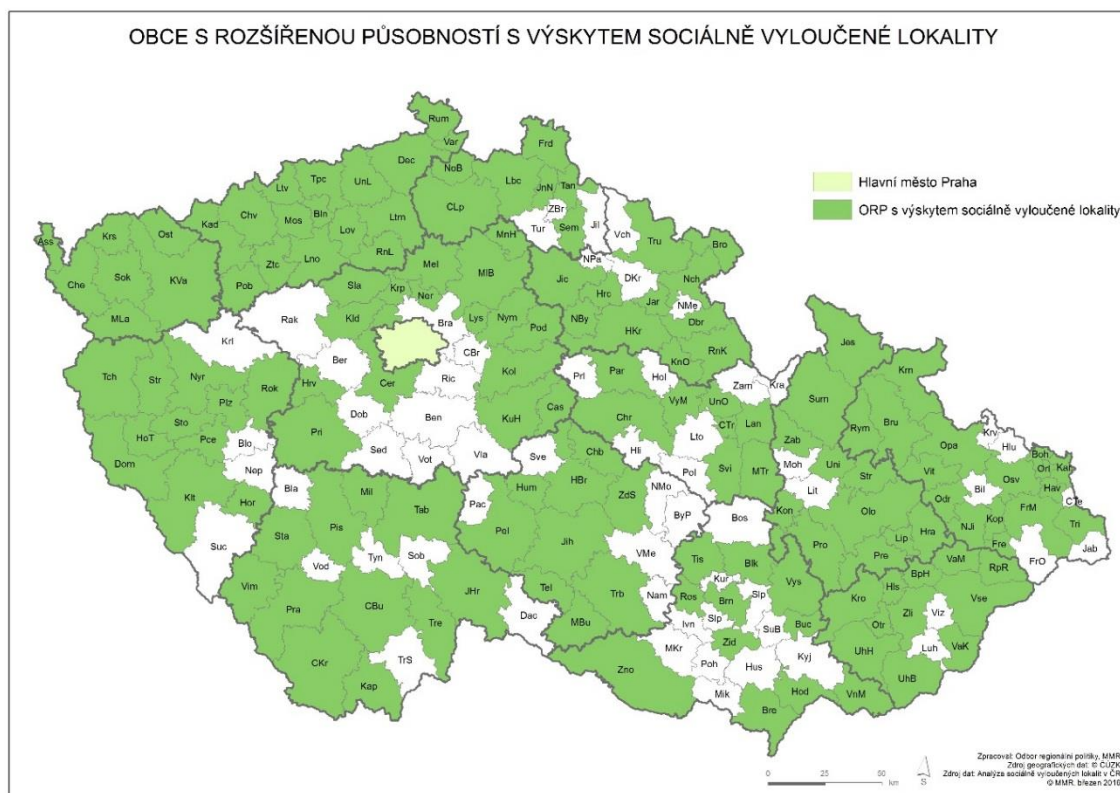 OBCE S ROZŠÍŘENOU PŮSOBNOSTÍ S VÝSKYTEM SOCIÁLNĚ VYLOUČENÉ LOKALITY
Hlavní město Praha
ORP s výskytem sociálně vyloučené lokality
Rum
Var
Dec
NoB
Frd
Lbc
JnN
Tan
Ltv
Tpc
UnL
CLp
ZBr
Sem
Jil
Vch
Tur
Kad
Chv
Mos
Bln
Ltm
Lov
MnH
Tru
Bro
Ass
Krs
Ost
Ztc
Lno
RnL
Mel
MlB
NPa
DKr
Nch
Che
Sok
KVa
Pob
Sla
Krp
Ner
Jic
Hrc
Jar
NMe
MLa
Rak
Kld
Bra
Lys
Nym
Pod
NBy
HKr
Dbr
Krl
Ber
CBr
RnK
KnO
Jes
Tch
Str
Nyr
Rok
Hrv
Cer
Ric
Kol
Prl
Par
Hol
Zam
Kra
Krn
Plz
Dob
Ben
KuH
Cas
Chr
VyM
UnO
CTr
Lan
Sum
Sto
HoT
Pce
Blo
Pri
Sed
Vot
Vla
Sve
Hli
Lto
Zab
Rym
Bru
Opa
Krv
Hlu
Dom
Nep
Chb
Pol
Svi
MTr
Moh
Uni
Boh
Orl
Kar
Klt
Hor
Bla
Mil
Tab
Pac
Hum
HBr
ZdS
NMo
Lit
Str
Vit
Bil
Osv
Hav
CTe
Suc
Sta
Pis
Pel
ByP
Bos
Kon
Olo
Odr
NJi
Kop
FrM
Tri
Vod
Tyn
Sob
Jih
VMe
Tis
Blk
Pro
Lip
Hra
Fre
FrO
Jab
Vim
Pra
CBu
JHr
Tel
Trb
Nam
Kur
Slp
Vys
Pre
Ros
Brn
BpH
VaM
RpR
Tre
Dac
MBu
Ivn
Slp
SuB
Buc
Kro
Hls
Zli
Viz
Vse
CKr
TrS
MKr
Zid
Otr
Kap
Zno
Poh
Hus
Kyj
UhH
Luh
VaK
Mik
Bre
Hod
VnM
UhB
0 25 50
km
S
Zpracoval: Odbor regionální politiky, MMR
Zdroj geografických dat: © ČÚZK
Zdroj dat: Analýza sociálně vyloučených lokalit v ČR
© MMR, březen 2016